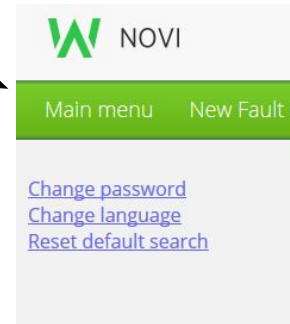 NOVI
Main menu New Fault
Change password
Change language
Reset default search